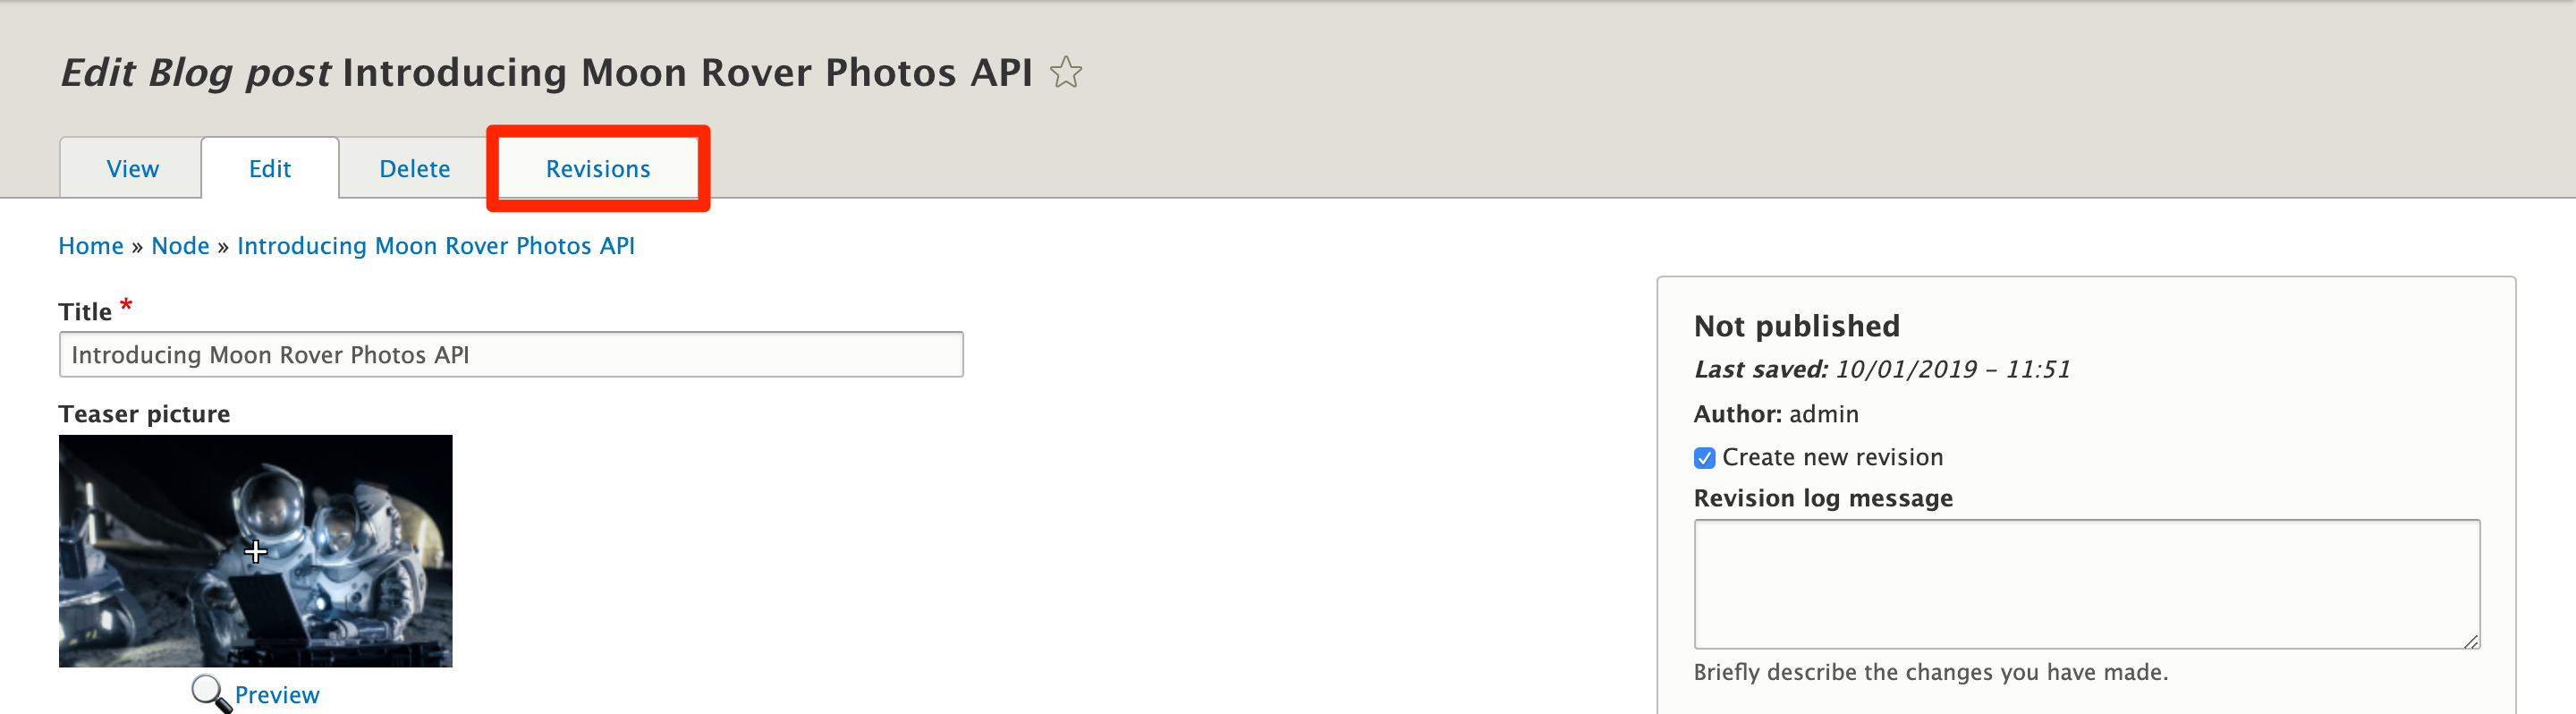 Edit Blog post Introducing Moon Rover Photos API
View Edit Delete Revisions
Home » Node » Introducing Moon Rover Photos API
Title *
Introducing Moon Rover Photos API
Teaser picture
Preview
Not published
Last saved: 10/01/2019 - 11:51
Author: admin
Create new revision
Revision log message
Briefly describe the changes you have made.